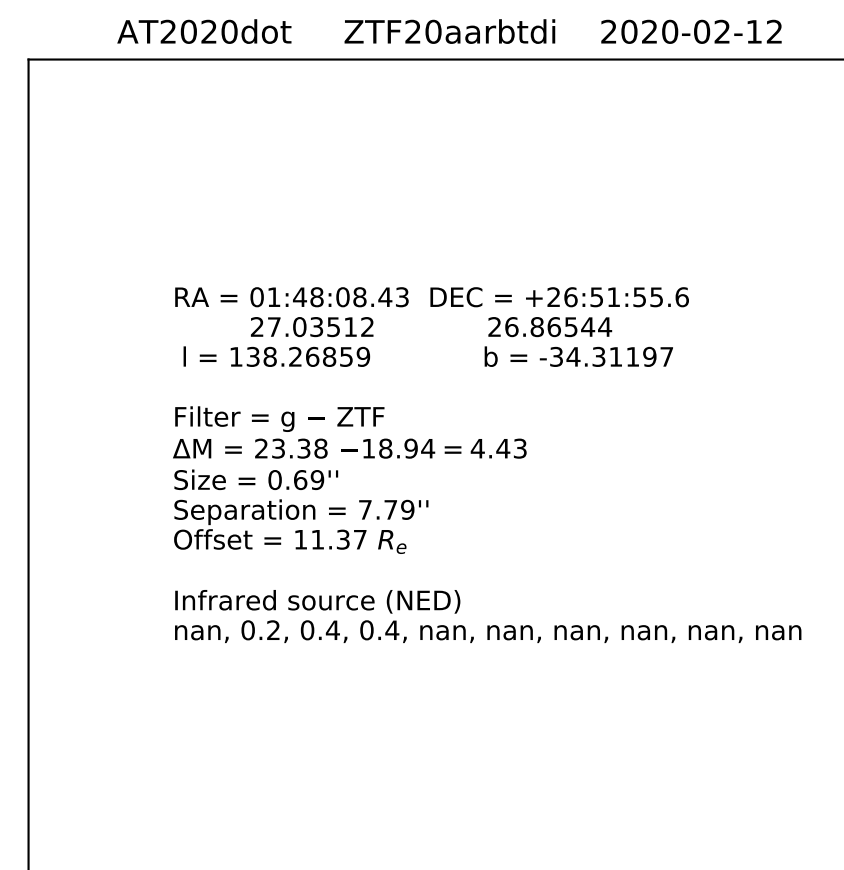 AT2020dot ZTF20aarbtdi 2020-02-12
RA = 01:48:08.43 DEC = +26:51:55.6
27.03512 26.86544
l = 138.26859 b = -34.31197
Filter = g − ZTF
ΔM = 23.38 −18.94 = 4.43
Size = 0.69''
Separation = 7.79''
Offset = 11.37 Re
Infrared source (NED)
nan, 0.2, 0.4, 0.4, nan, nan, nan, nan, nan, nan